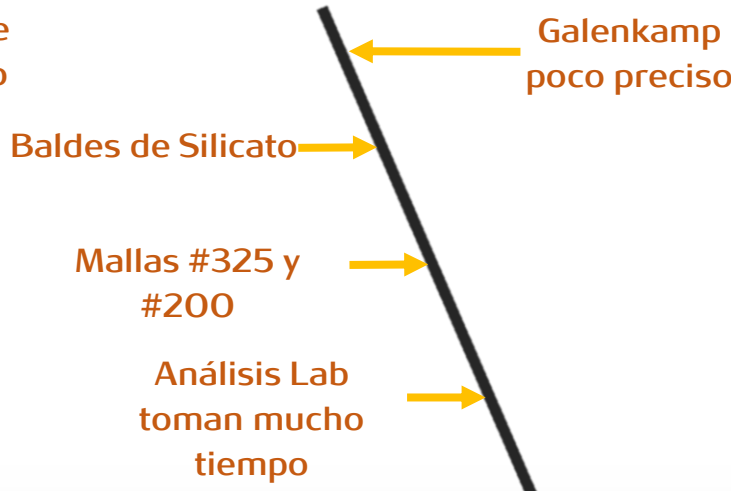 Galenkamp
poco preciso
Baldes de Silicato
Mallas #325 y
#200
Análisis Lab
toman mucho
tiempo